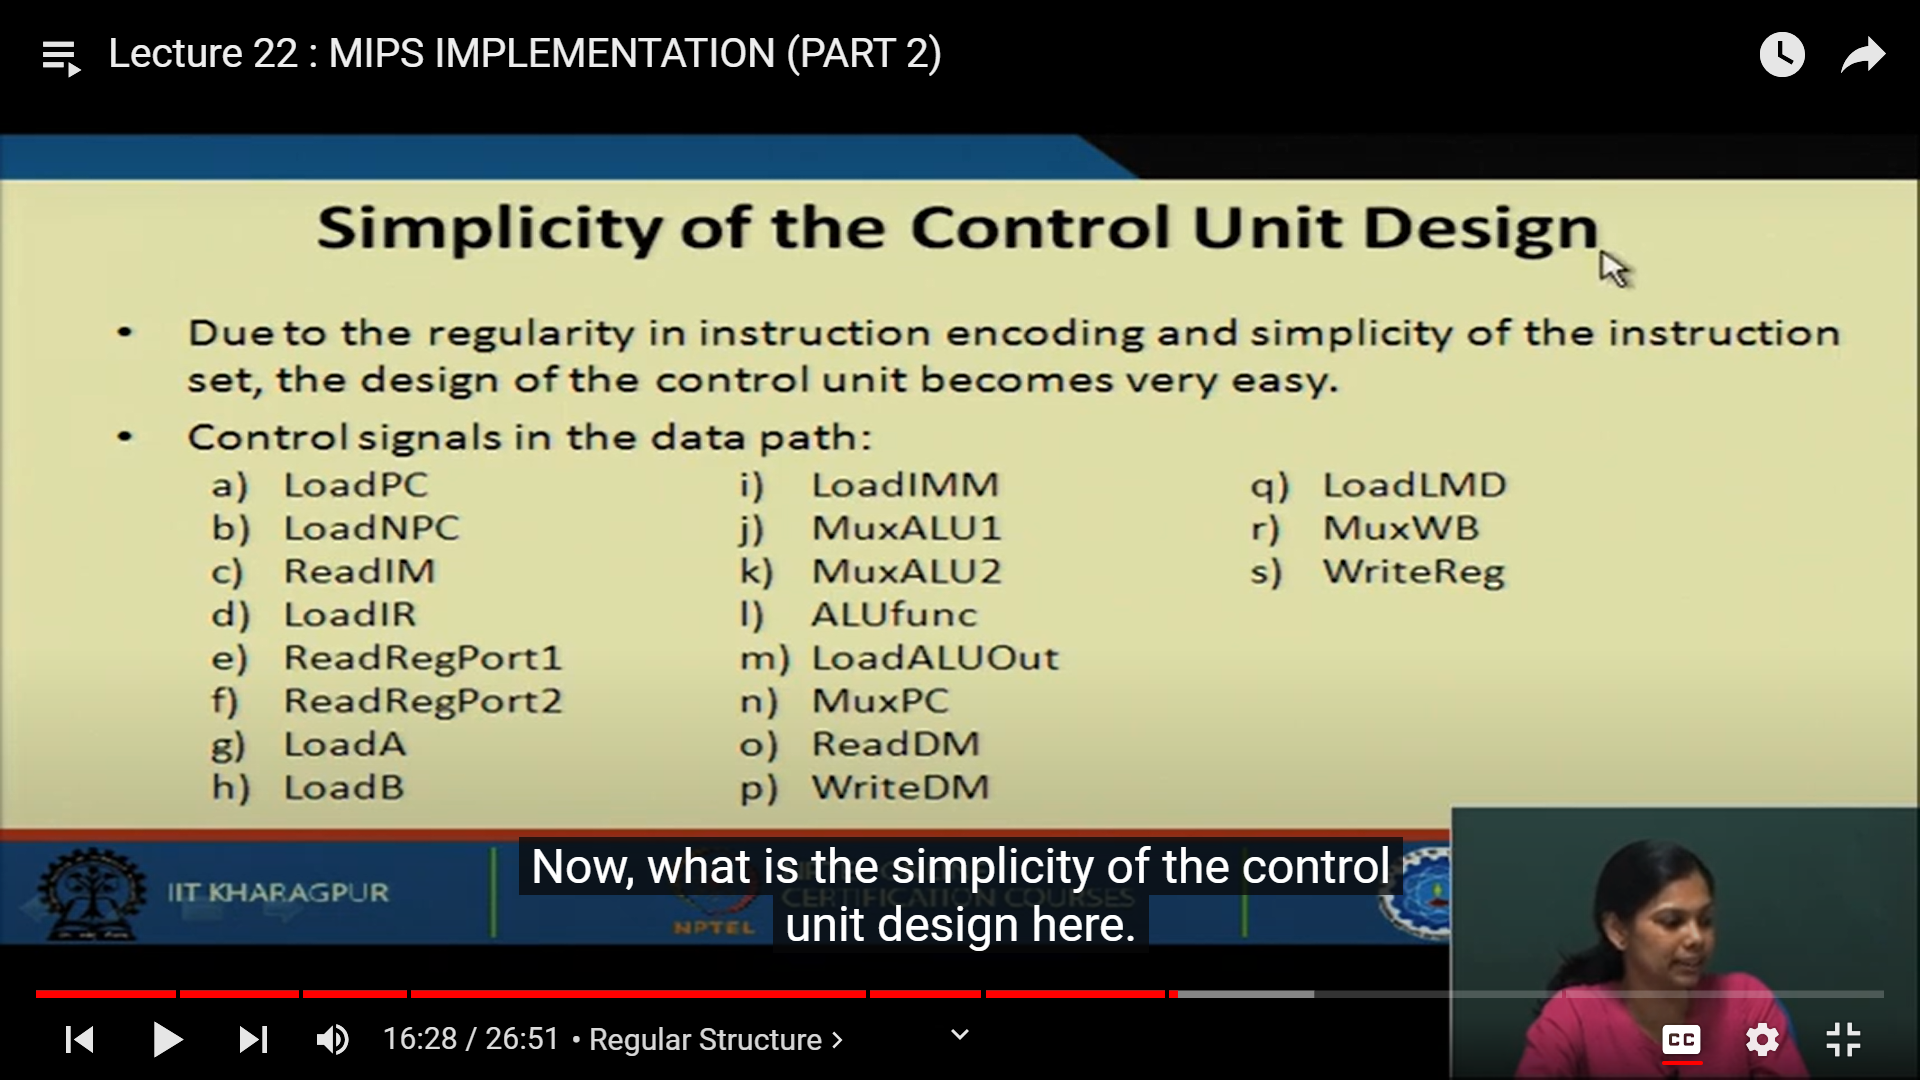 Lecture 22 : MIPS IMPLEMENTATION (PART 2)
Simplicity of the Control Unit Design
• Due to the regularity in instruction encoding and simplicity of the instruction
set, the design of the control unit becomes very easy.
• Control signals in the data path:
a) LoadPC
b) LoadNPC
c) ReadIM
d) LoadIR
e) ReadRegPort1
f) ReadRegPort2
g) LoadA
h) LoadB
i) LoadIMM
j) MuxALU1
k) MuxALU2
l) ALUfunc
m) LoadALUOut
n) MuxPC
o) ReadDM
p) WriteDM
q) LoadLMD
r) MuxWB
s) WriteReg
IIT KHARAGPUR
NPTEL
CERTIFICATION COURSES
Now, what is the simplicity of the control
unit design here.
16:28 / 26:51 • Regular Structure ›
CC